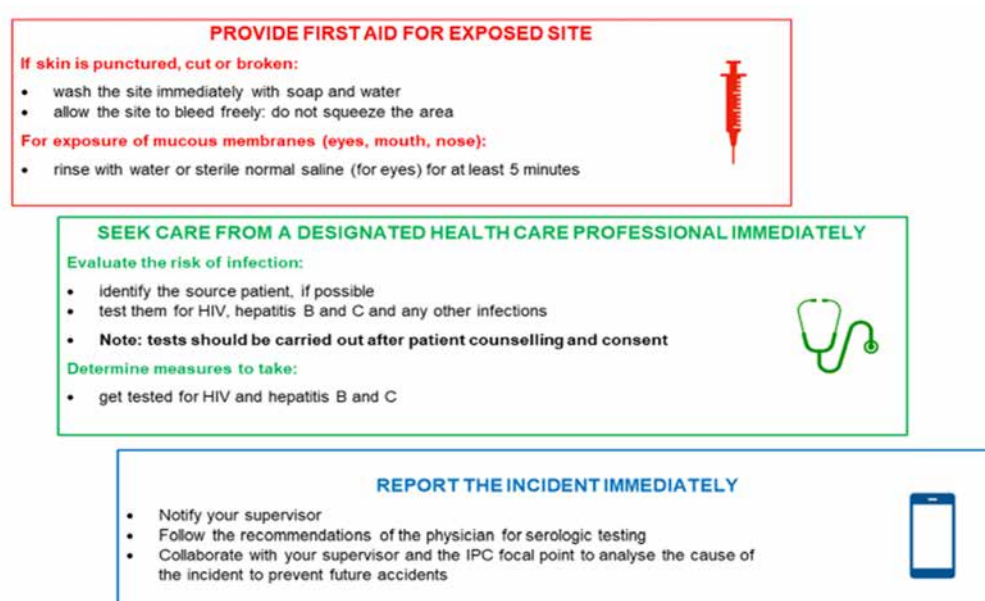 PROVIDE FIRST AID FOR EXPOSED SITE
If skin is punctured, cut or broken:
• wash the site immediately with soap and water
• allow the site to bleed freely: do not squeeze the area
For exposure of mucous membranes (eyes, mouth, nose):
• rinse with water or sterile normal saline (for eyes) for at least 5 minutes
SEEK CARE FROM A DESIGNATED HEALTH CARE PROFESSIONAL IMMEDIATELY
Evaluate the risk of infection:
• identify the source patient, if possible
• test them for HIV, hepatitis B and C and any other infections
• Note: tests should be carried out after patient counselling and consent
Determine measures to take:
• get tested for HIV and hepatitis B and C
REPORT THE INCIDENT IMMEDIATELY
• Notify your supervisor
• Follow the recommendations of the physician for serologic testing
• Collaborate with your supervisor and the IPC focal point to analyse the cause of
the incident to prevent future accidents